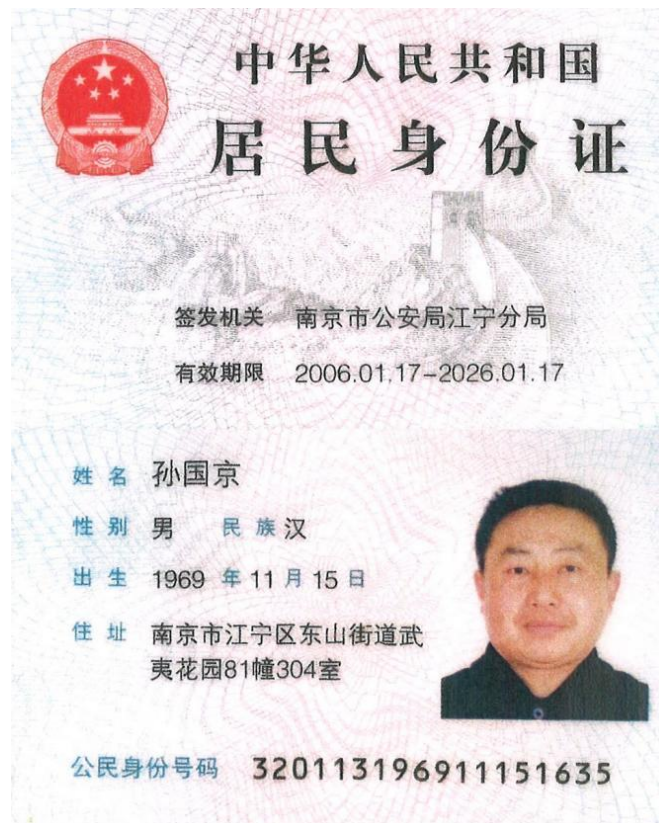 中华人民共和国
居民身份证
签发机关 南京市公安局江宁分局
有效期限 2006.01.17-2026.01.17
姓名 孙国京
性别 男 民族 汉
出生 1969 年 11 月 15 日
住址 南京市江宁区东山街道武
夷花园81幢304室
公民身份号码 320113196911151635